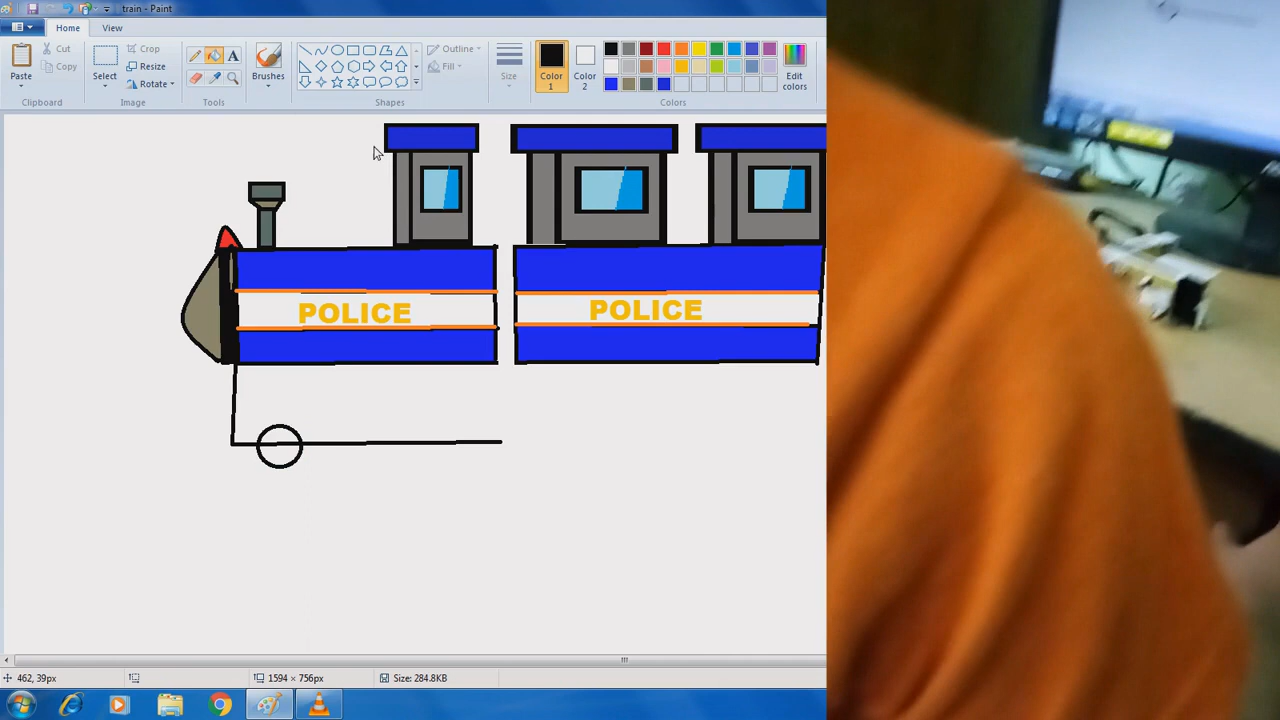 train - Paint
Home View
Paste
Cut
Copy
Clipboard
Select
Crop
Resize
Rotate
Image
Tools
Brushes
Shapes
Outline
Fill
Size
Color 1
Color 2
Edit colors
Colors
POLICE
POLICE
462, 39px
1594 × 756px
Size: 284.8KB